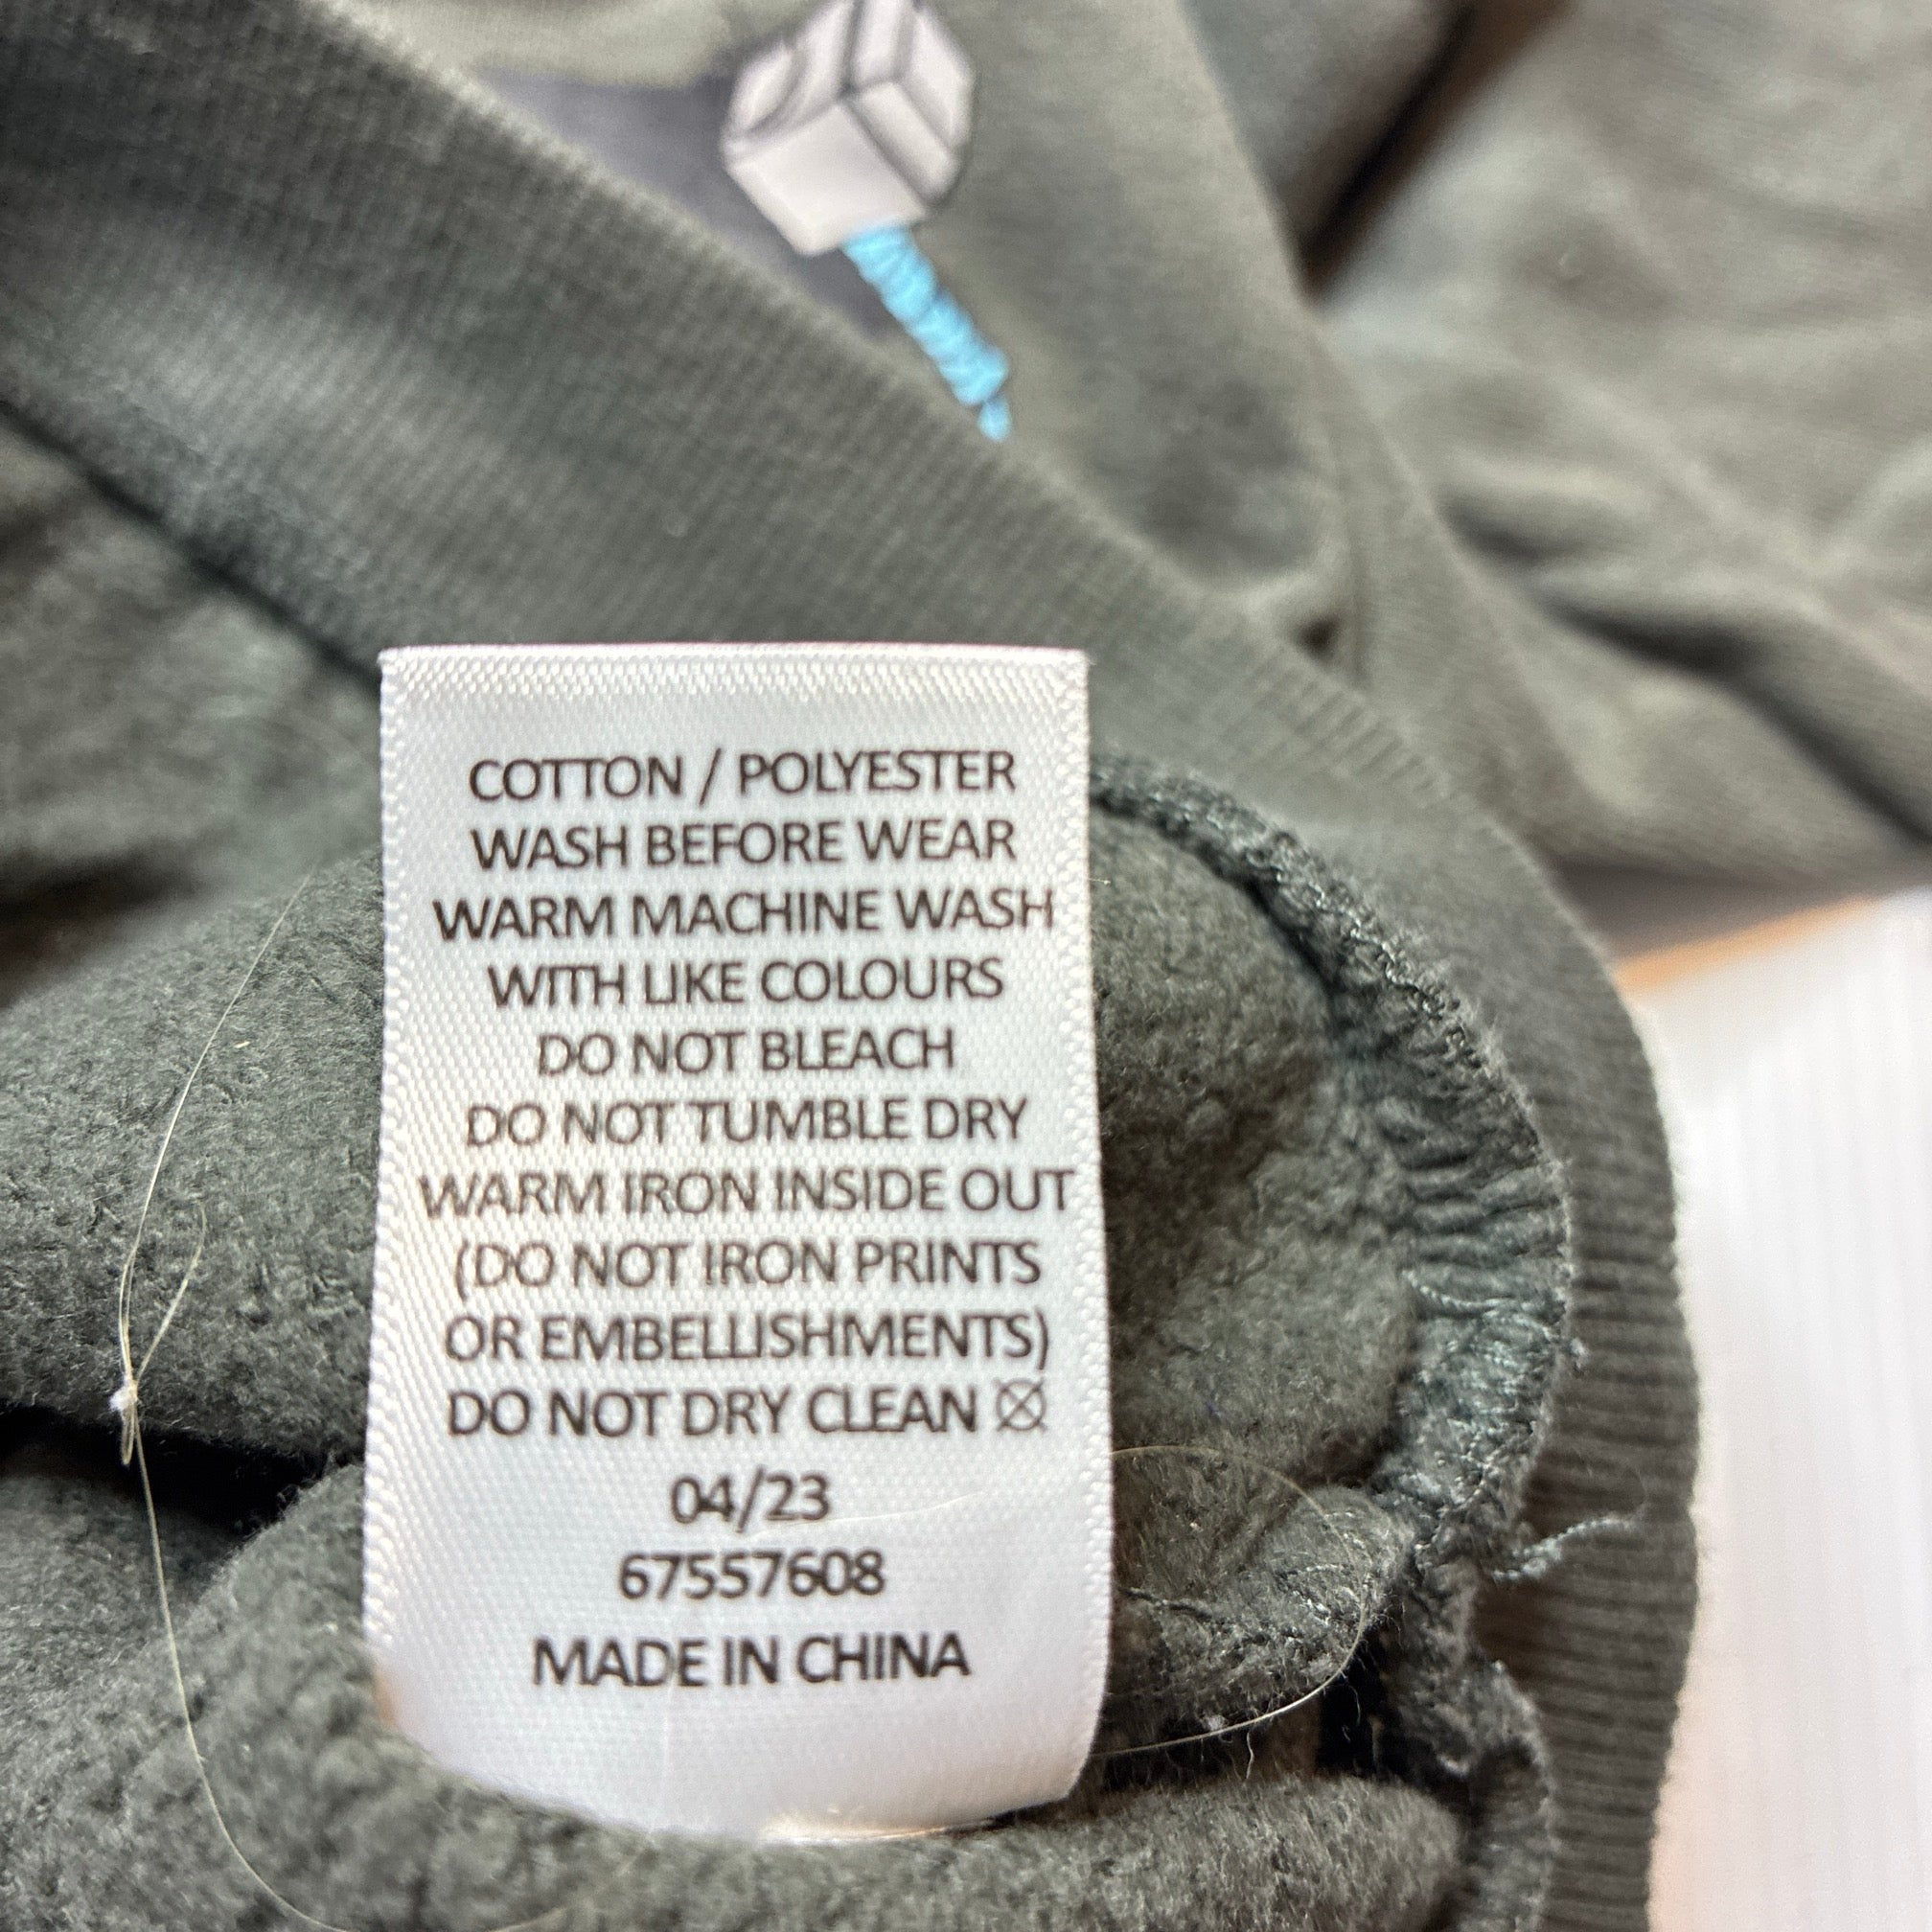 COTTON / POLYESTER
WASH BEFORE WEAR
WARM MACHINE WASH
WITH LIKE COLOURS
DO NOT BLEACH
DO NOT TUMBLE DRY
WARM IRON INSIDE OUT
(DO NOT IRON PRINTS
OR EMBELLISHMENTS)
DO NOT DRY CLEAN
04/23
67557608
MADE IN CHINA